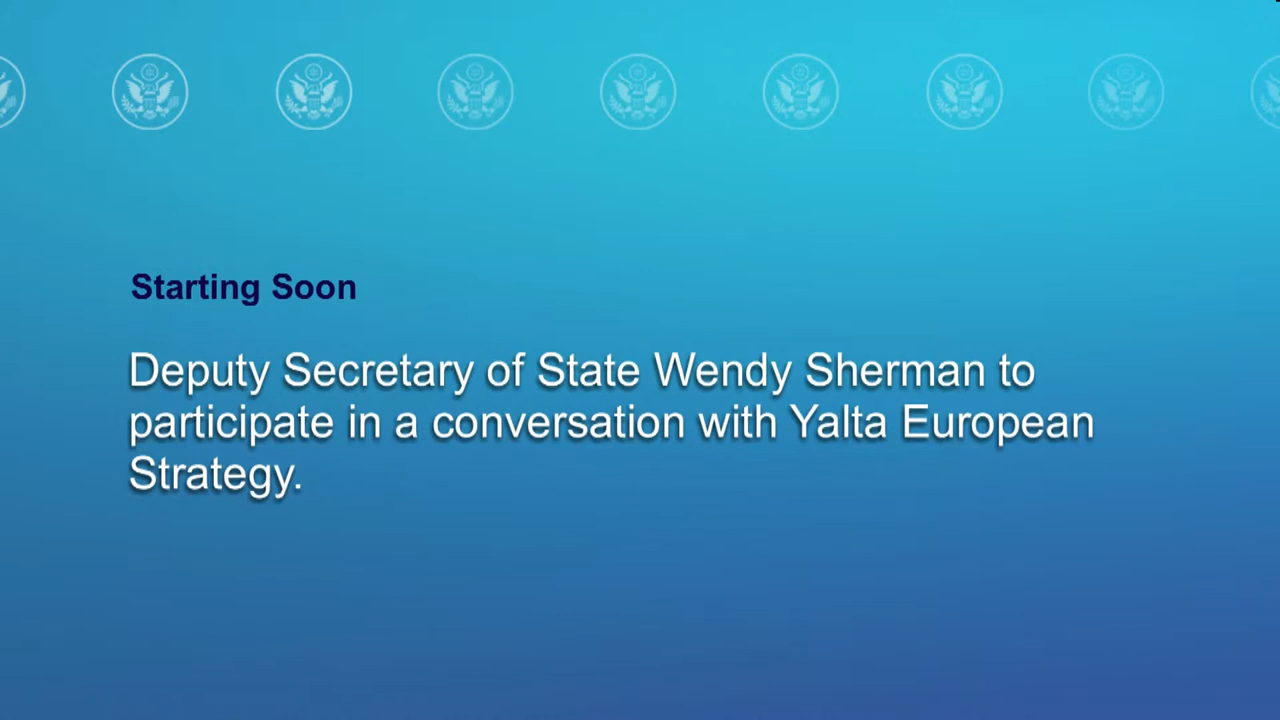 Starting Soon
Deputy Secretary of State Wendy Sherman to
participate in a conversation with Yalta European
Strategy.